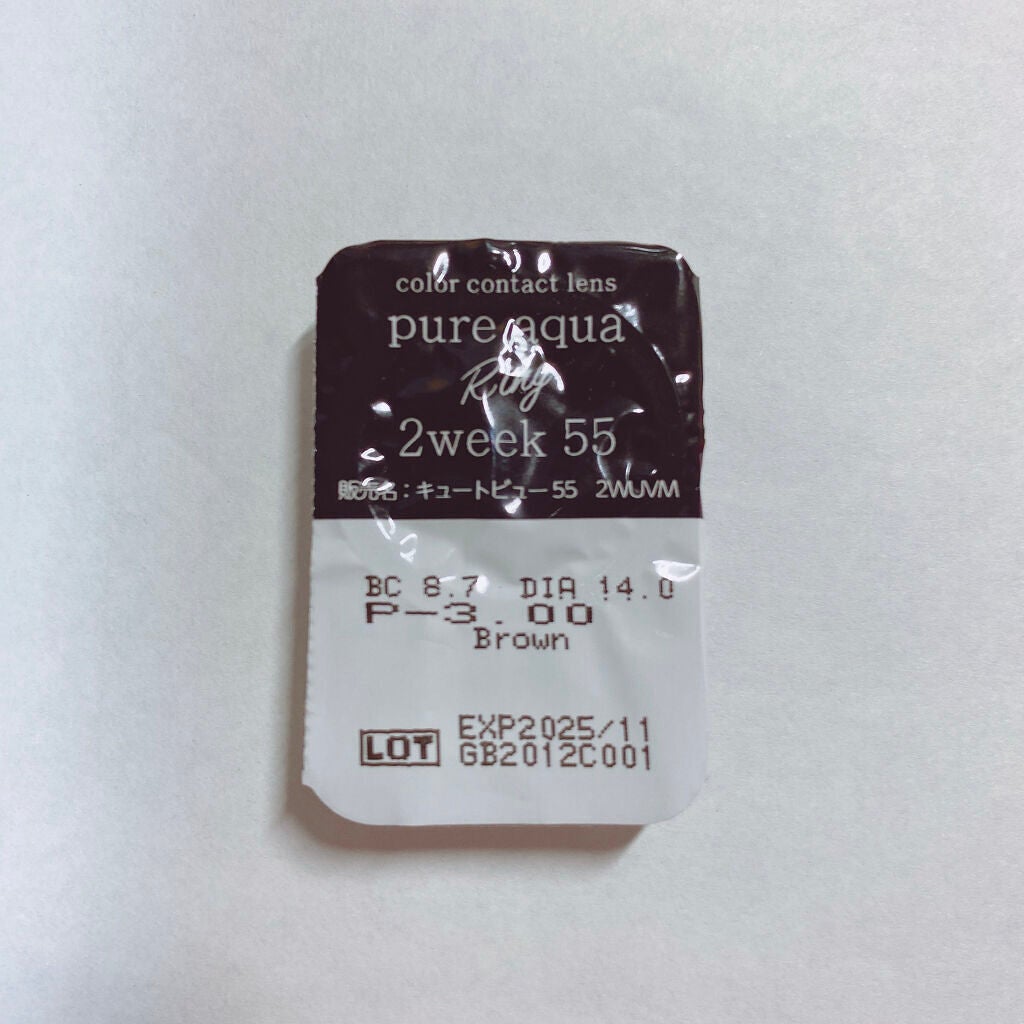 color contact lens
pure aqua
Ring
2week 55
販売名：キュートビュー55 2WUVM
BC 8.7 DIA 14.0
P-3.00
Brown
EXP2025/11
LOT GB2012C001